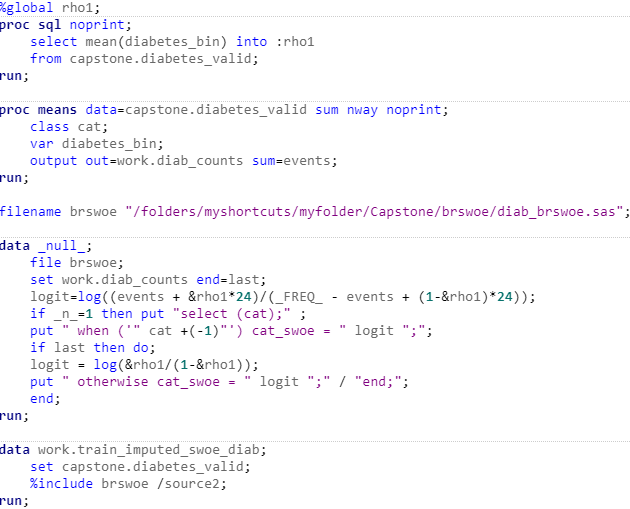 %global rho1;
proc sql noprint;
    select mean(diabetes_bin) into :rho1
    from capstone.diabetes_valid;
run;

proc means data=capstone.diabetes_valid sum nway noprint;
    class cat;
    var diabetes_bin;
    output out=work.diab_counts sum=events;
run;

filename brswoe "/folders/myshortcuts/myfolder/Capstone/brswoe/diab_brswoe.sas";

data _null_;
    file brswoe;
    set work.diab_counts end=last;
    logit=log((events + &rho1*24)/(_FREQ_ - events + (1-&rho1)*24));
    if _n_=1 then put "select (cat);" ;
    put " when ('" cat +(-1)"') cat_swoe = " logit ";";
    if last then do;
    logit = log(&rho1/(1-&rho1));
    put " otherwise cat_swoe = " logit ";" / "end;";
    end;
run;

data work.train_imputed_swoe_diab;
    set capstone.diabetes_valid;
    %include brswoe /source2;
run;